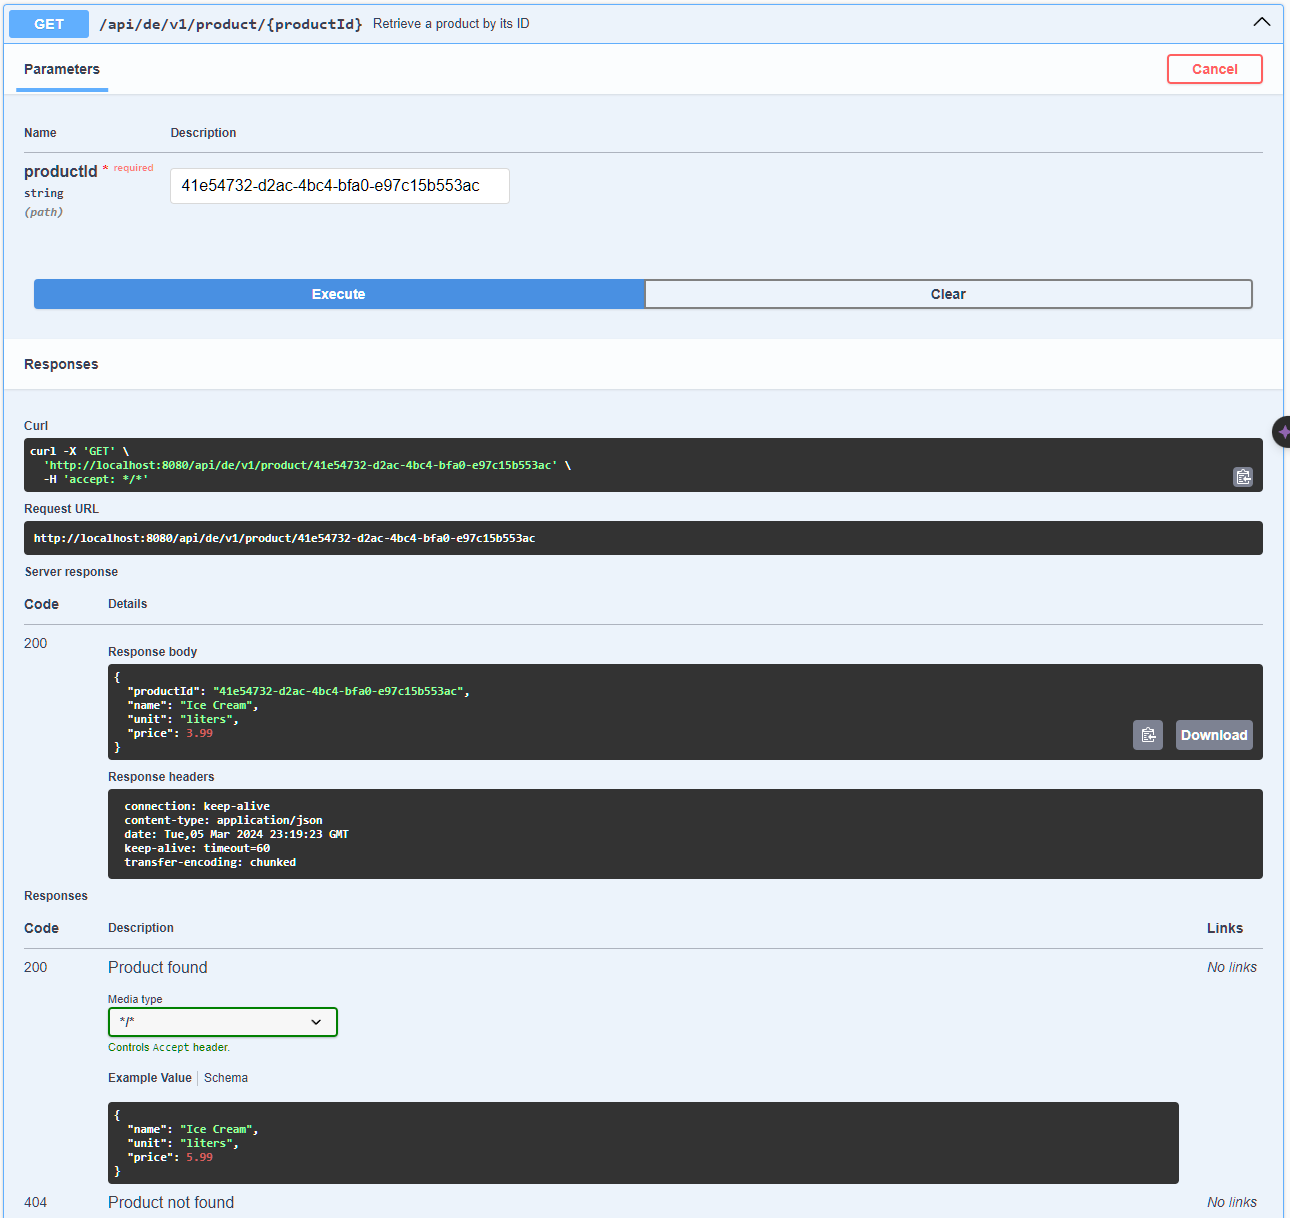 GET /api/de/v1/product/{productId} Retrieve a product by its ID
Parameters
Cancel
Name Description
productId * required
string
(path)
41e54732-d2ac-4bc4-bfa0-e97c15b553ac
Execute Clear
Responses
Curl
curl -X 'GET' \
'http://localhost:8080/api/de/v1/product/41e54732-d2ac-4bc4-bfa0-e97c15b553ac' \
-H 'accept: */*'
Request URL
http://localhost:8080/api/de/v1/product/41e54732-d2ac-4bc4-bfa0-e97c15b553ac
Server response
Code Details
200
Response body
{
"productId": "41e54732-d2ac-4bc4-bfa0-e97c15b553ac",
"name": "Ice Cream",
"unit": "liters",
"price": 3.99
}
Download
Response headers
connection: keep-alive
content-type: application/json
date: Tue,05 Mar 2024 23:19:23 GMT
keep-alive: timeout=60
transfer-encoding: chunked
Responses
Code Description Links
200 Product found No links
Media type
*/*
Controls Accept header.
Example Value Schema
{
"name": "Ice Cream",
"unit": "liters",
"price": 5.99
}
404 Product not found No links